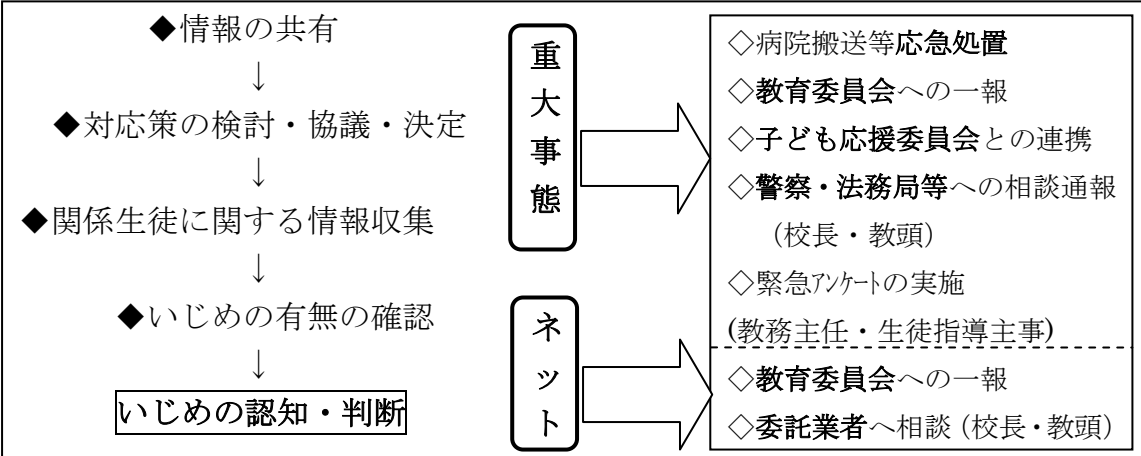 ◆情報の共有
↓
◆対応策の検討・協議・決定
↓
◆関係生徒に関する情報収集
↓
◆いじめの有無の確認
↓
いじめの認知・判断
重大事態
◇病院搬送等応急処置
◇教育委員会への一報
◇子ども応援委員会との連携
◇警察・法務局等への相談通報
(校長・教頭)
◇緊急アンケートの実施
(教務主任・生徒指導主事)
ネット
◇教育委員会への一報
◇委託業者へ相談(校長・教頭)